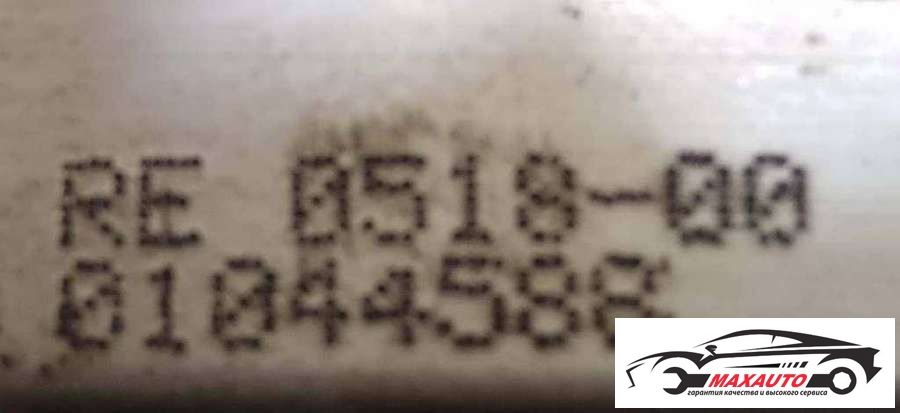 RE 0518-00
01044588
MAXAUTO
гарантия качества и высокого сервиса